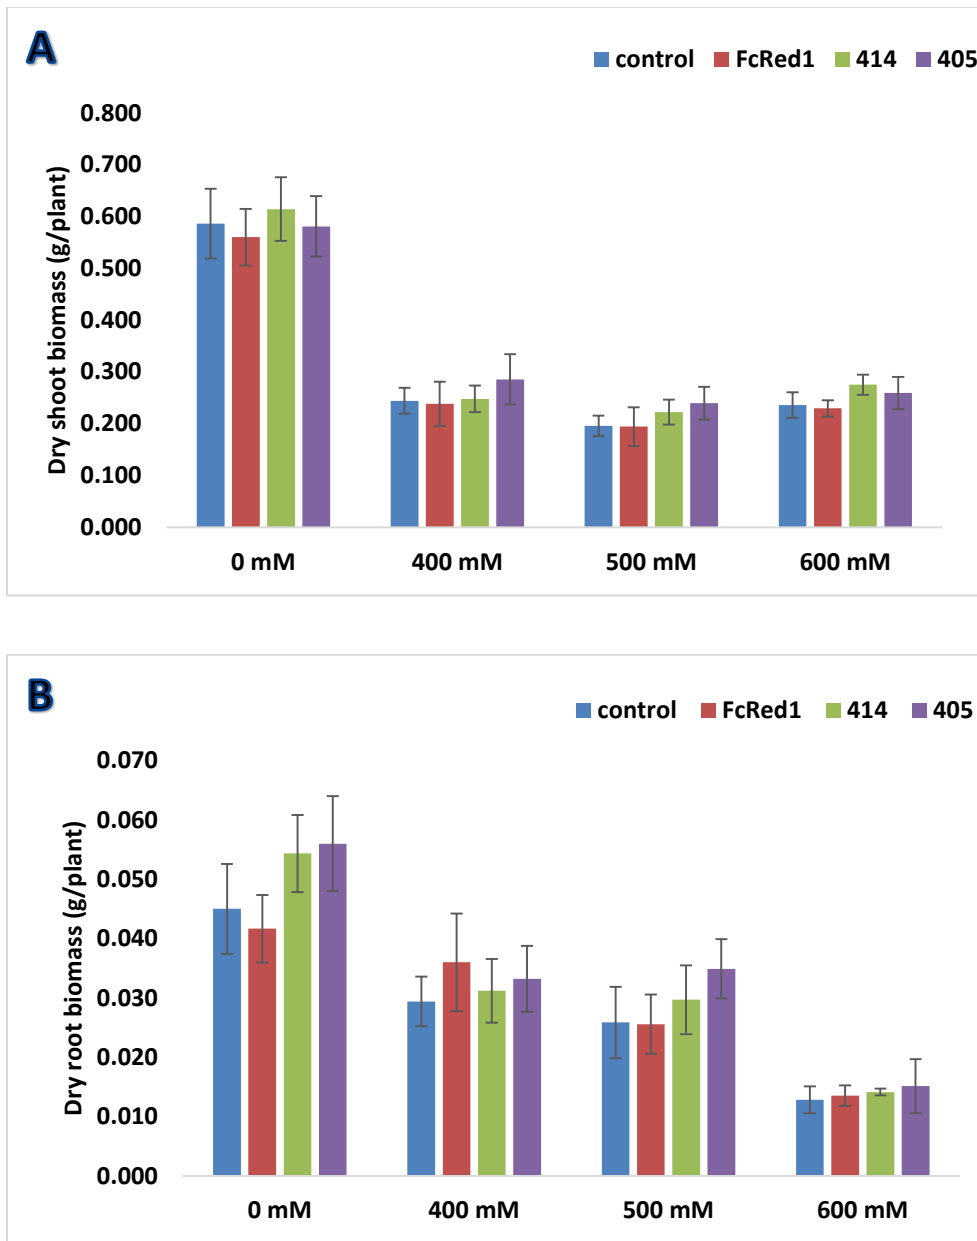 A
control FcRed1 414 405
0.800
0.700
0.600
0.500
0.400
0.300
0.200
0.100
0.000
Dry shoot biomass (g/plant)
0 mM 400 mM 500 mM 600 mM
B
control FcRed1 414 405
0.070
0.060
0.050
0.040
0.030
0.020
0.010
0.000
Dry root biomass (g/plant)
0 mM 400 mM 500 mM 600 mM